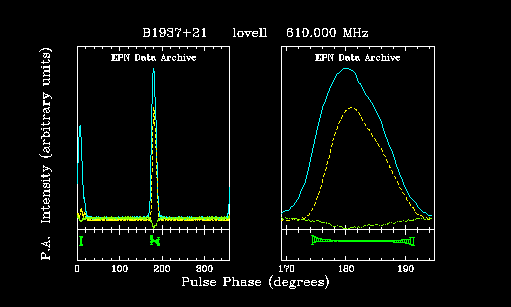 B1937+21 lovell 610.000 MHz
EPN Data Archive EPN Data Archive
P.A. Intensity (arbitrary units)
0 100 200 300 170 180 190
Pulse Phase (degrees)